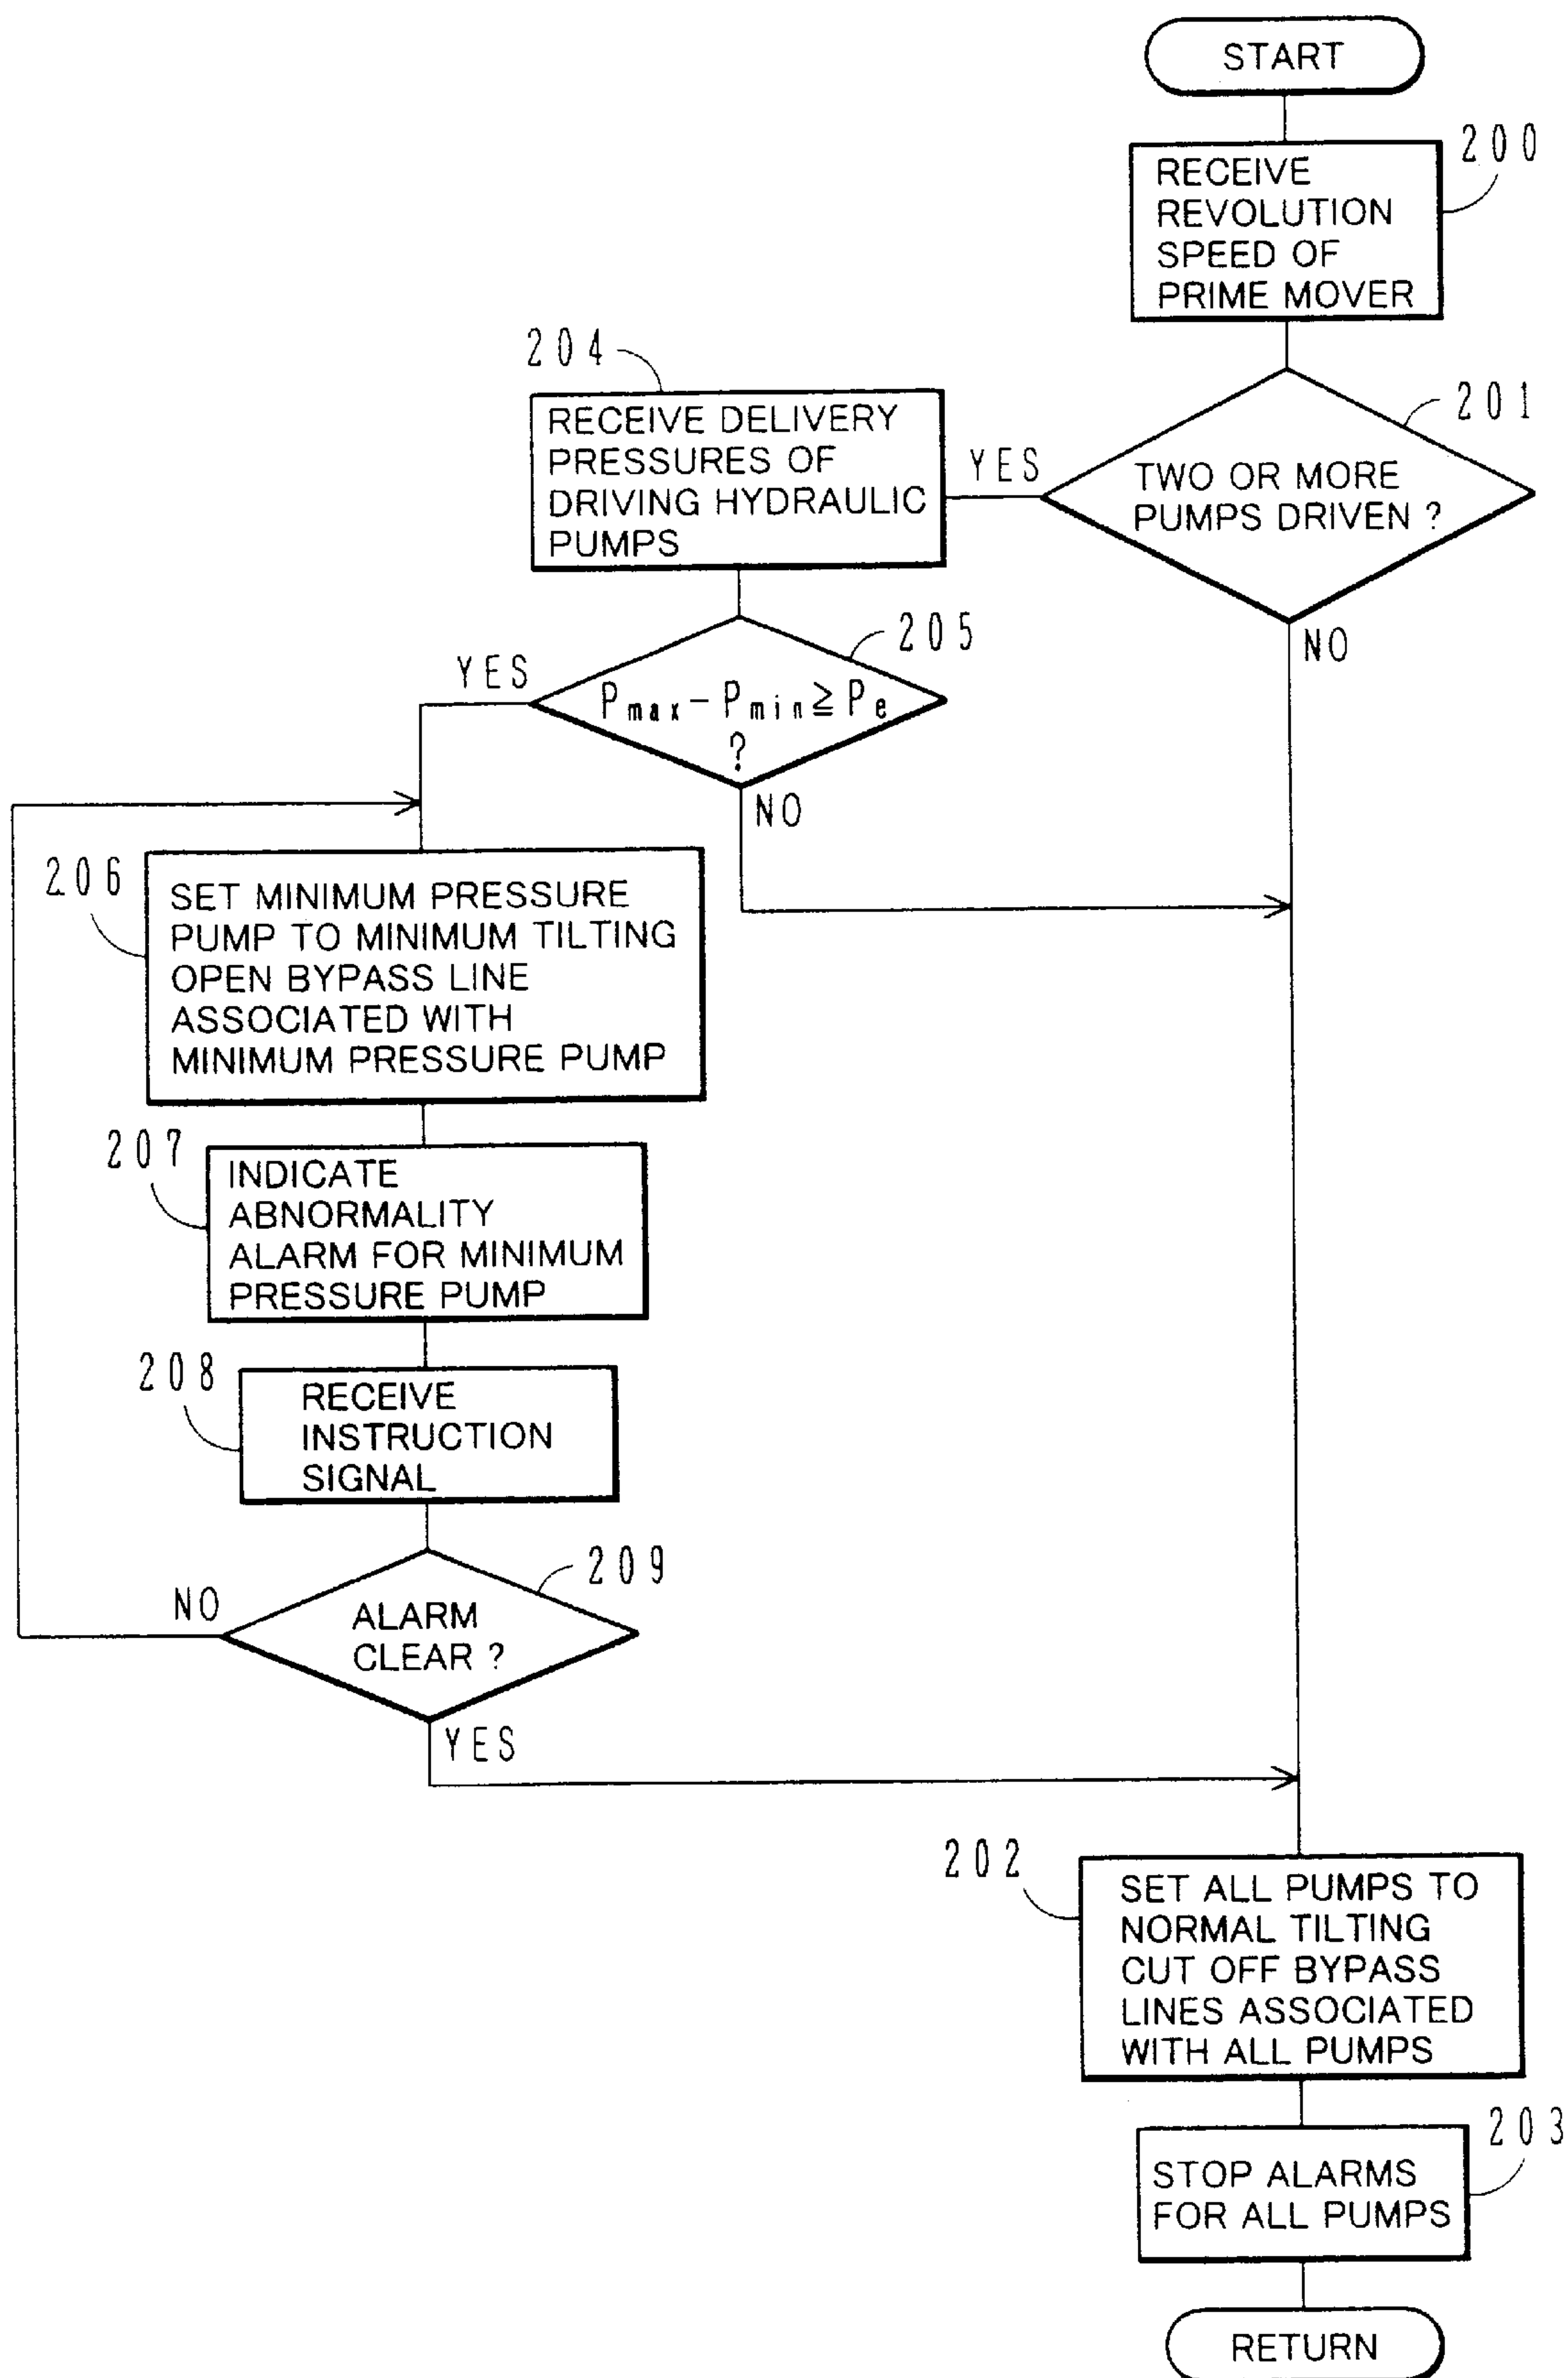 START
200
RECEIVE
REVOLUTION
SPEED OF
PRIME MOVER
201
TWO OR MORE
PUMPS DRIVEN ?
YES
NO
204
RECEIVE DELIVERY
PRESSURES OF
DRIVING HYDRAULIC
PUMPS
205
Pmax - Pmin ≧ Pe
?
YES
NO
206
SET MINIMUM PRESSURE
PUMP TO MINIMUM TILTING
OPEN BYPASS LINE
ASSOCIATED WITH
MINIMUM PRESSURE PUMP
207
INDICATE
ABNORMALITY
ALARM FOR MINIMUM
PRESSURE PUMP
208
RECEIVE
INSTRUCTION
SIGNAL
209
ALARM
CLEAR ?
NO
YES
202
SET ALL PUMPS TO
NORMAL TILTING
CUT OFF BYPASS
LINES ASSOCIATED
WITH ALL PUMPS
203
STOP ALARMS
FOR ALL PUMPS
RETURN